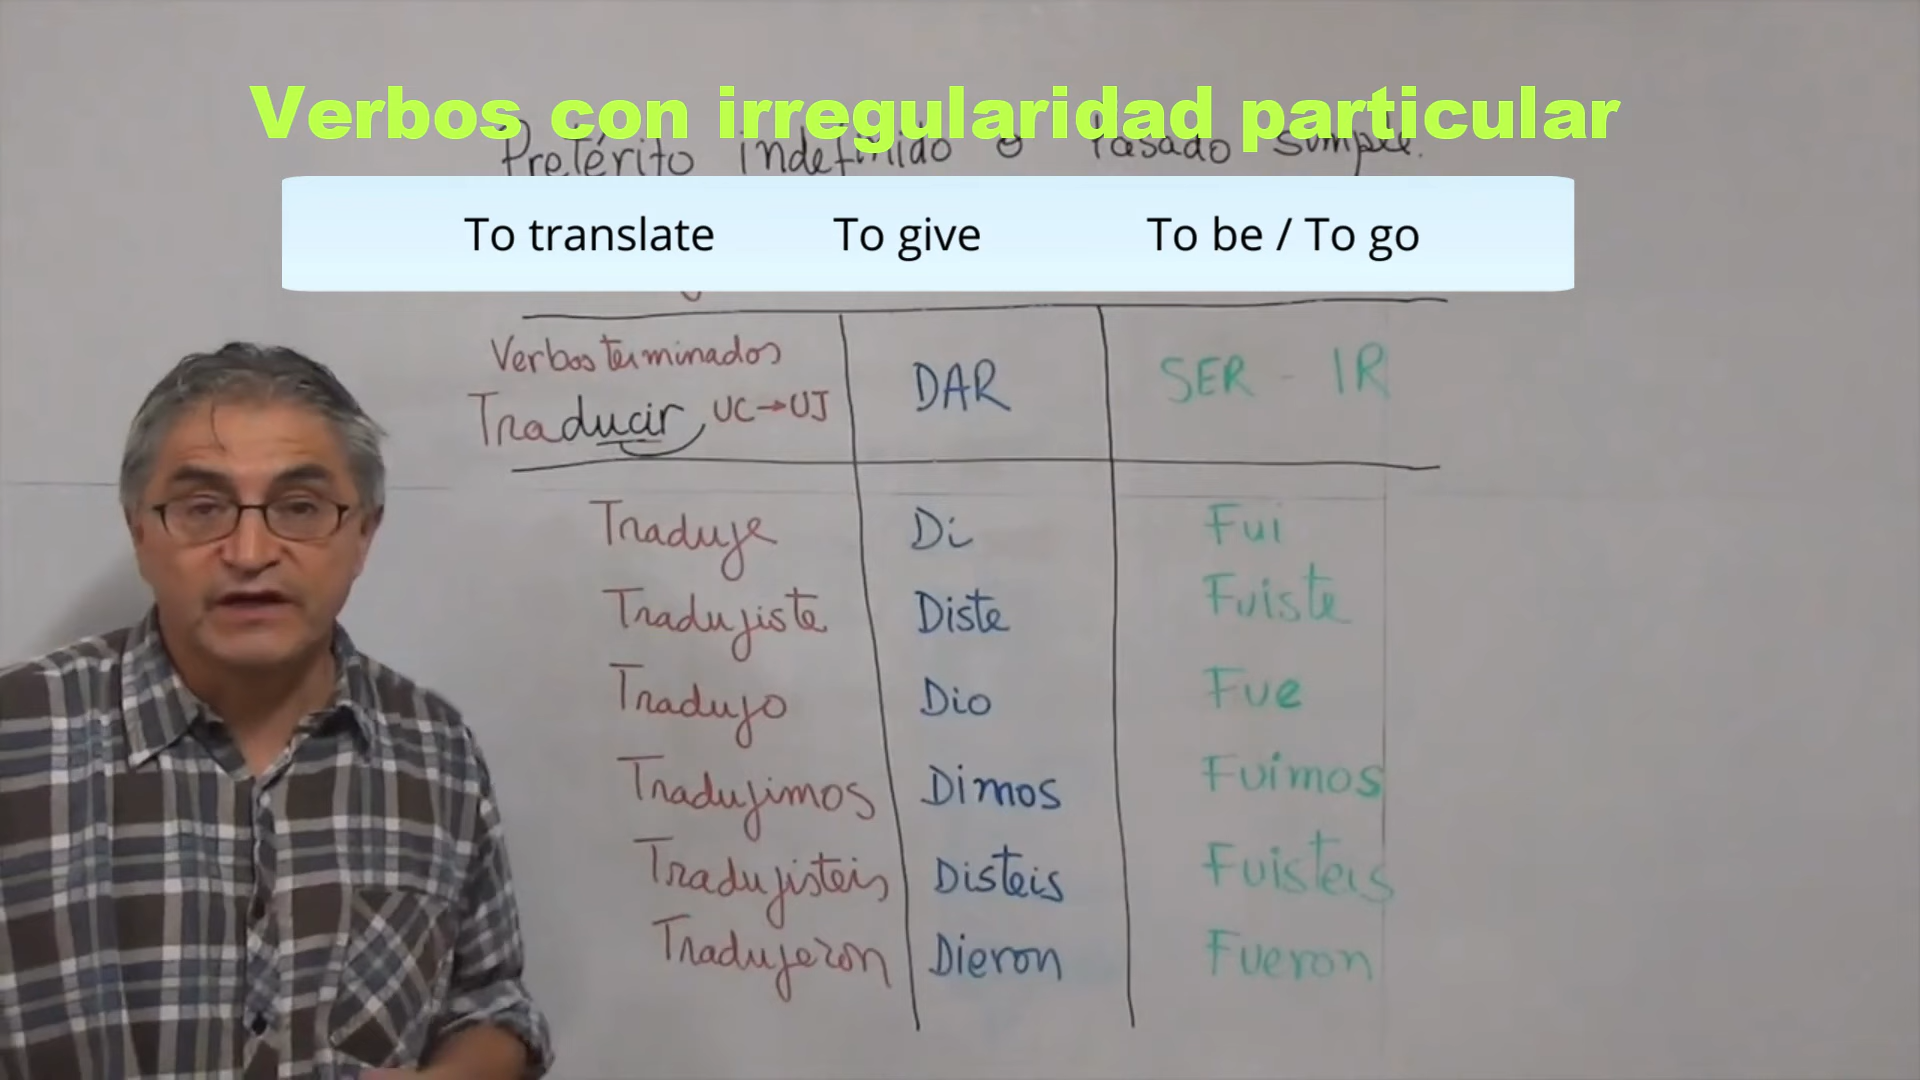 Verbos con irregularidad particular
Pretérito indefinido o Pasado simple.
To translate To give To be / To go
Verbos terminados
Traducir UC→UJ DAR SER - IR
Traduje Di Fui
Tradujiste Diste Fuiste
Tradujo Dio Fue
Tradujimos Dimos Fuimos
Tradujisteis Disteis Fuisteis
Tradujeron Dieron Fueron